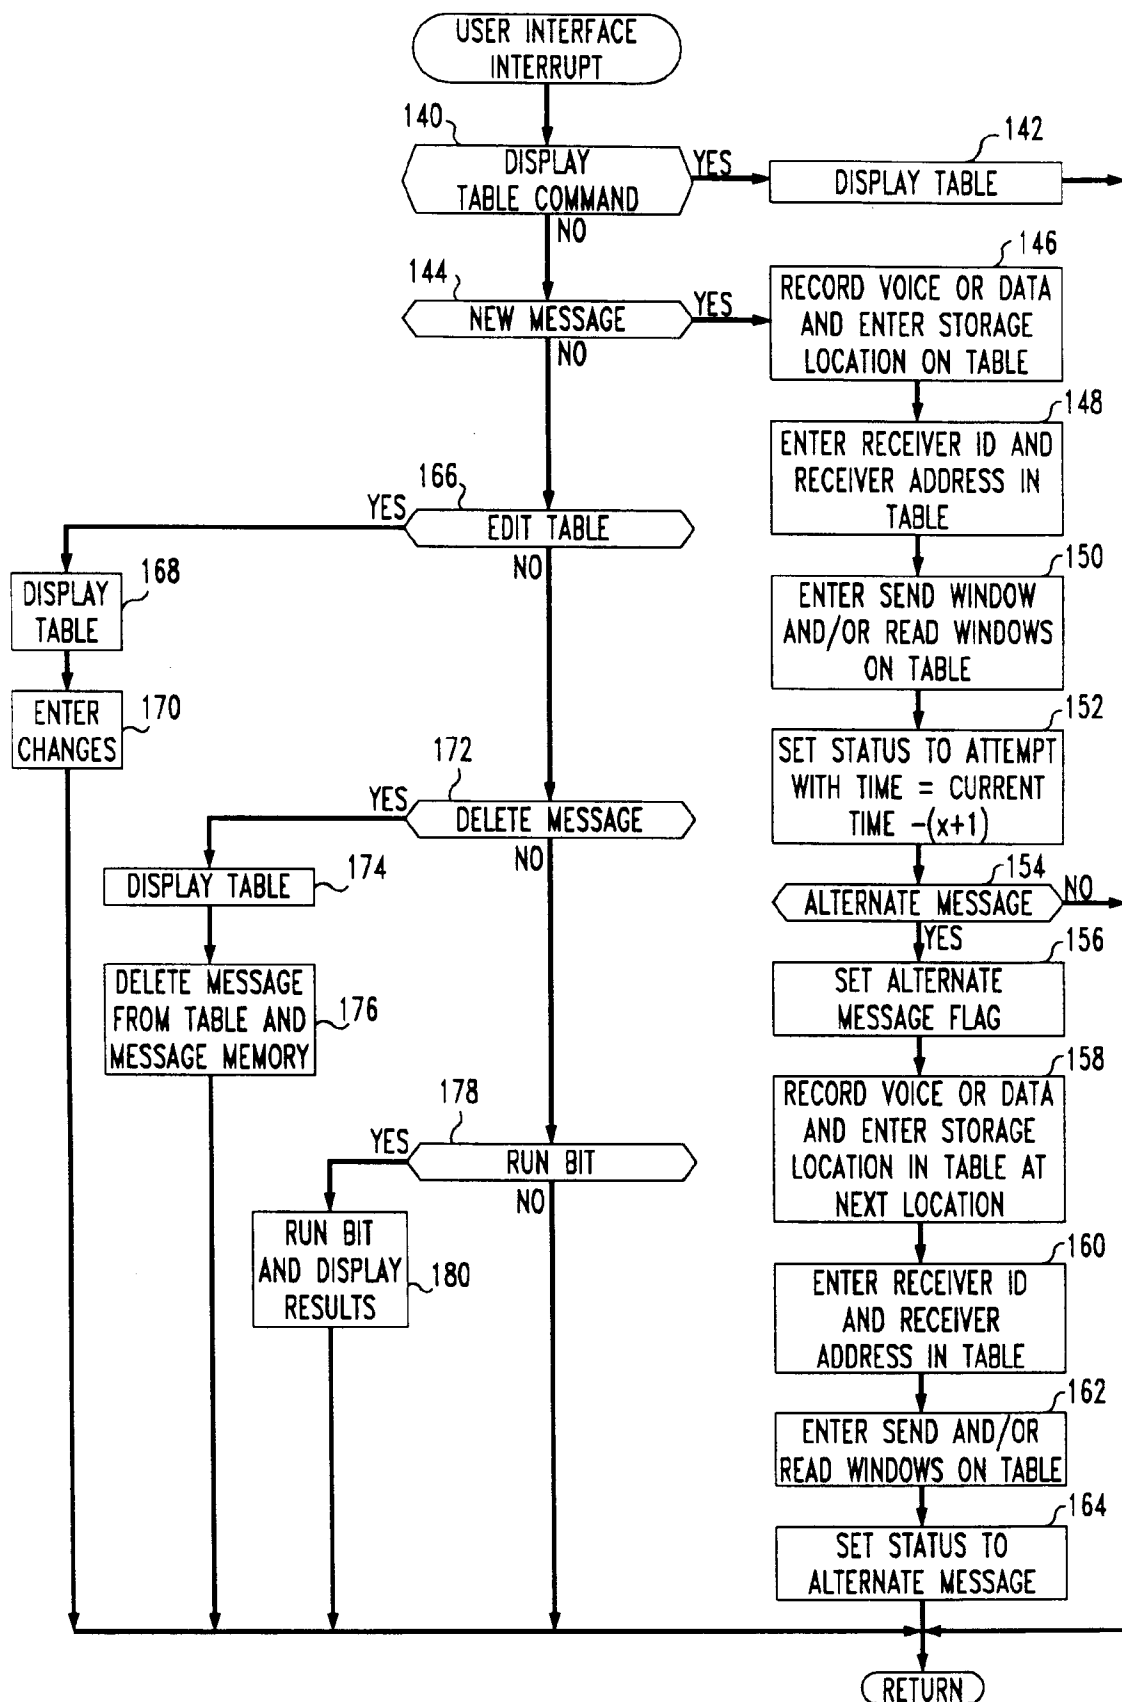 USER INTERFACE
INTERRUPT
140
DISPLAY
TABLE COMMAND
YES
NO
142
DISPLAY TABLE
144
NEW MESSAGE
YES
NO
146
RECORD VOICE OR DATA
AND ENTER STORAGE
LOCATION ON TABLE
148
ENTER RECEIVER ID AND
RECEIVER ADDRESS IN
TABLE
150
ENTER SEND WINDOW
AND/OR READ WINDOWS
ON TABLE
152
SET STATUS TO ATTEMPT
WITH TIME = CURRENT
TIME -(x+1)
154
ALTERNATE MESSAGE
NO
YES
156
SET ALTERNATE
MESSAGE FLAG
158
RECORD VOICE OR DATA
AND ENTER STORAGE
LOCATION IN TABLE AT
NEXT LOCATION
160
ENTER RECEIVER ID
AND RECEIVER
ADDRESS IN TABLE
162
ENTER SEND AND/OR
READ WINDOWS ON TABLE
164
SET STATUS TO
ALTERNATE MESSAGE
166
YES
EDIT TABLE
NO
168
DISPLAY
TABLE
170
ENTER
CHANGES
172
YES
DELETE MESSAGE
NO
174
DISPLAY TABLE
176
DELETE MESSAGE
FROM TABLE AND
MESSAGE MEMORY
178
YES
RUN BIT
NO
180
RUN BIT
AND DISPLAY
RESULTS
RETURN